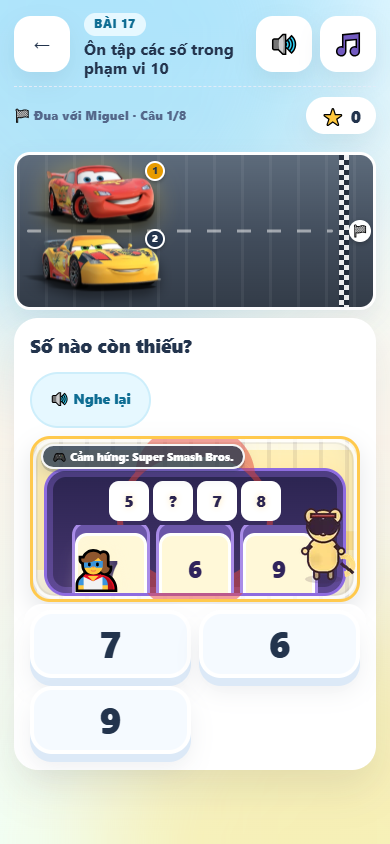 BÀI 17
←
Ôn tập các số trong
phạm vi 10
Đua với Miguel · Câu 1/8
0
1
2
Số nào còn thiếu?
Nghe lại
Cảm hứng: Super Smash Bros.
5 ? 7 8
7 6 9
7 6
9